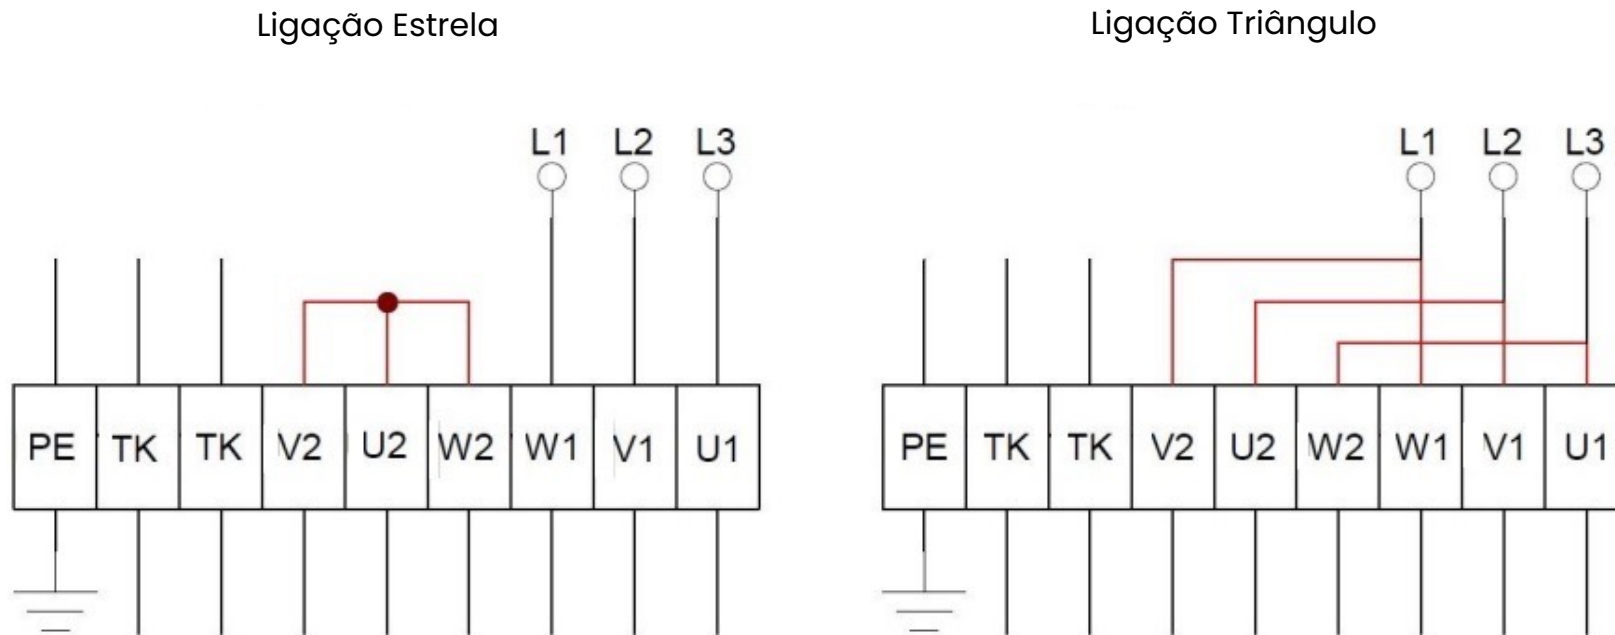 Ligação Estrela
Ligação Triângulo
L1 L2 L3
L1 L2 L3
PE TK TK V2 U2 W2 W1 V1 U1
PE TK TK V2 U2 W2 W1 V1 U1